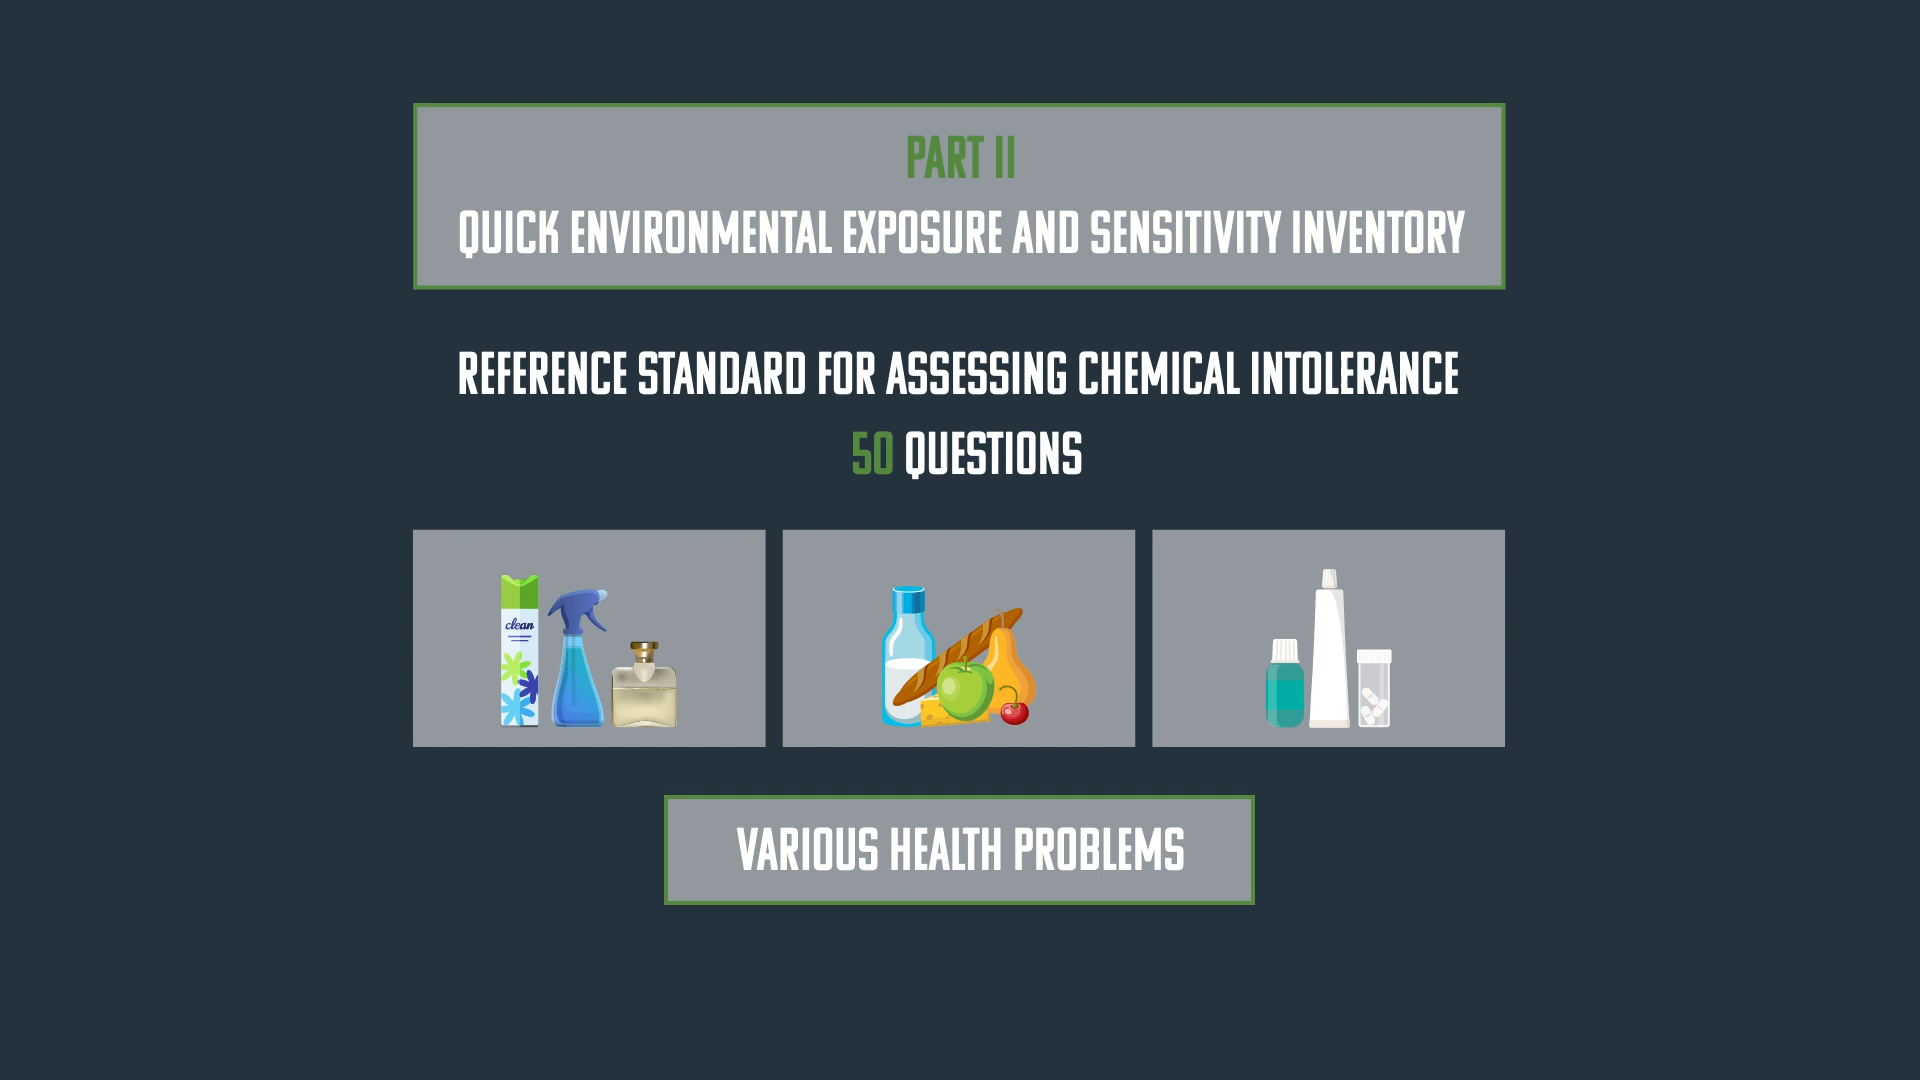 PART II
QUICK ENVIRONMENTAL EXPOSURE AND SENSITIVITY INVENTORY
REFERENCE STANDARD FOR ASSESSING CHEMICAL INTOLERANCE
50 QUESTIONS
clean
VARIOUS HEALTH PROBLEMS